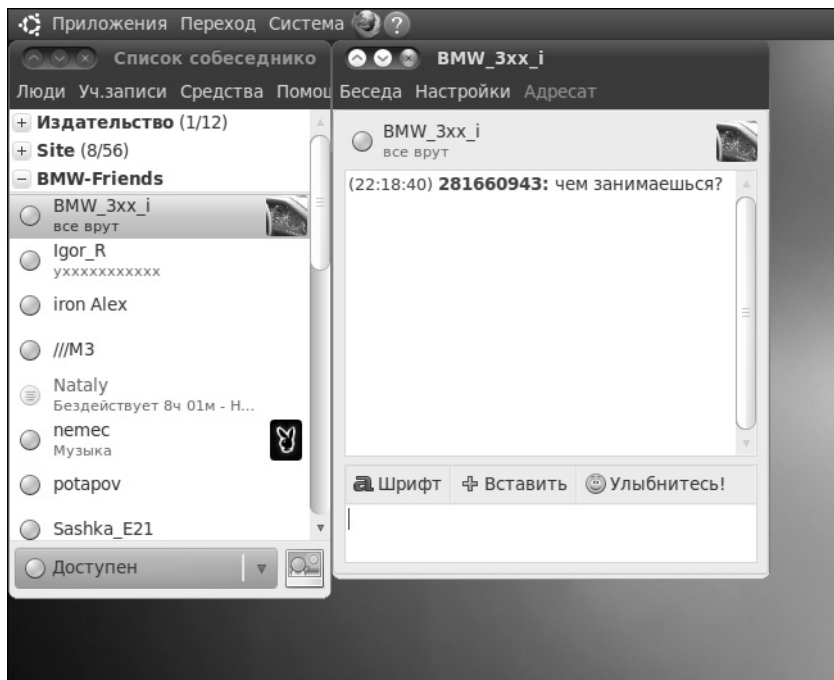 Приложения Переход Система ?
Список собеседнико
Люди Уч.записи Средства Помощ
+ Издательство (1/12)
+ Site (8/56)
− BMW-Friends
BMW_3xx_i
все врут
Igor_R
yxxxxxxxxxxx
iron Alex
///M3
Nataly
Бездействует 8ч 01м - Н...
nemec
Музыка
potapov
Sashka_E21
Доступен
BMW_3xx_i
Беседа Настройки Адресат
BMW_3xx_i
все врут
(22:18:40) 281660943: чем занимаешься?
a Шрифт Вставить Улыбнитесь!